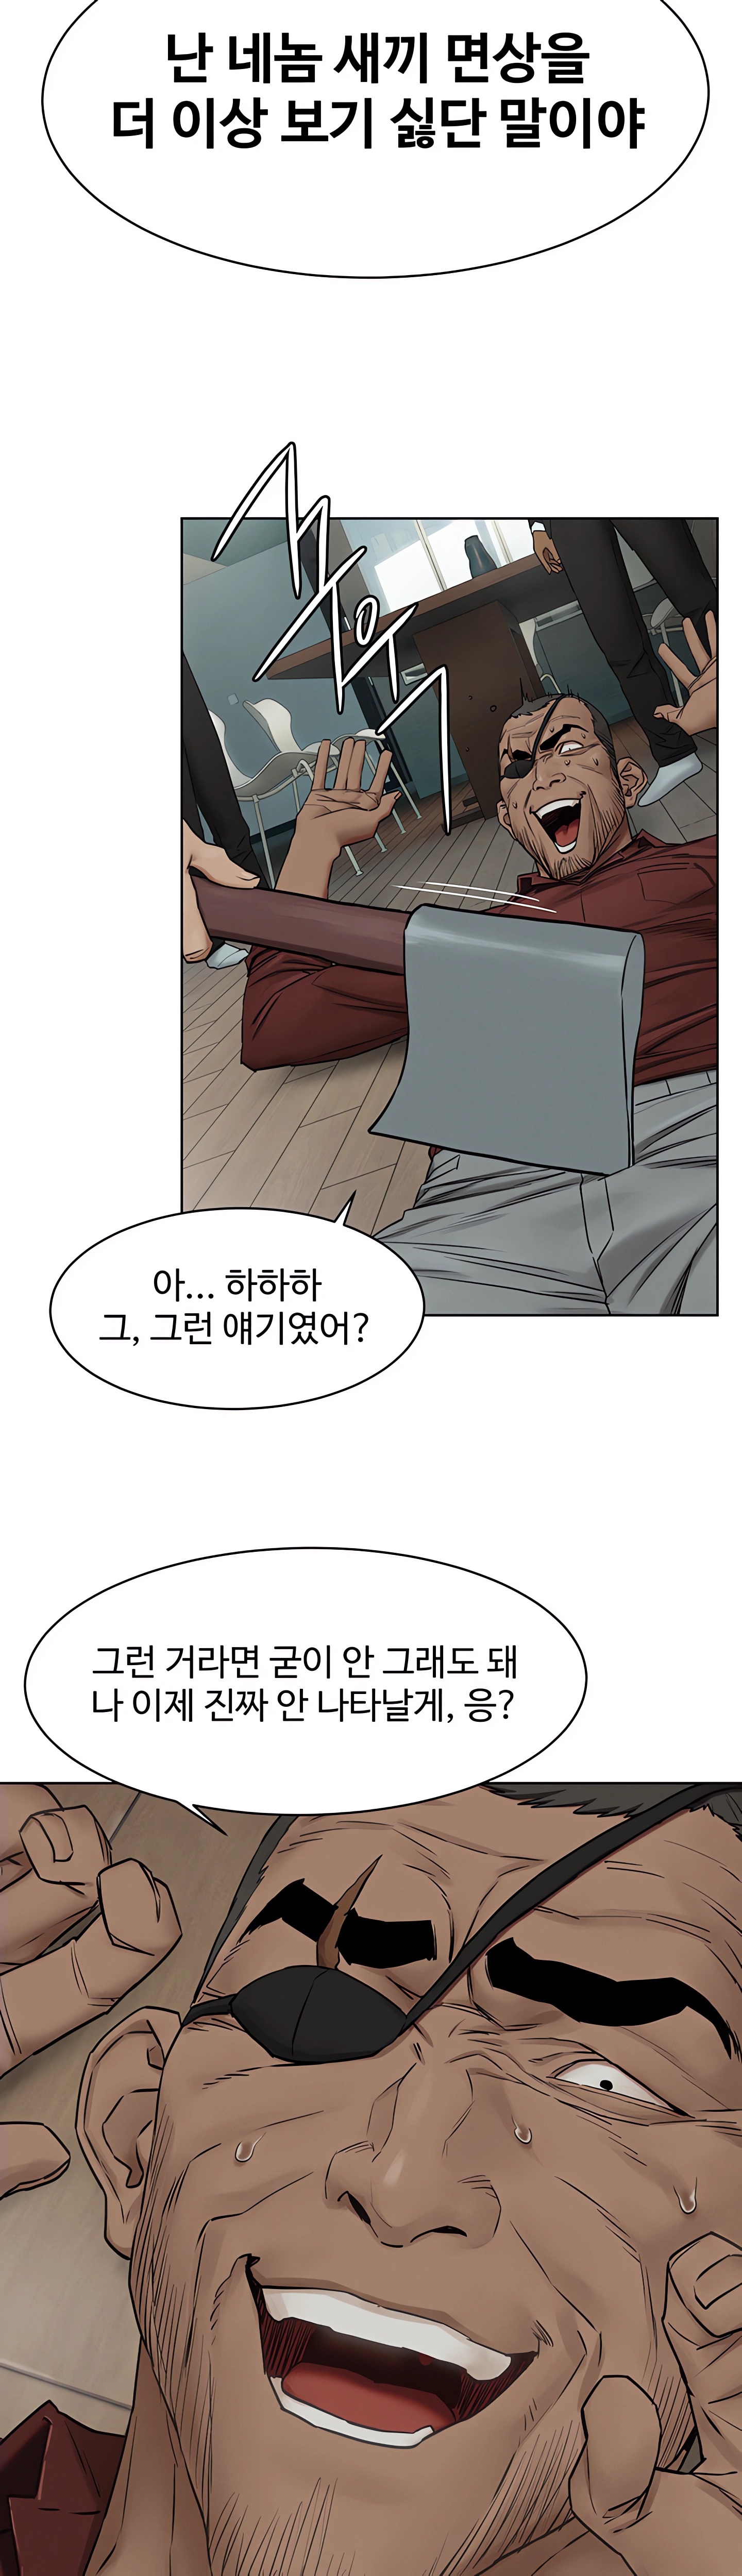 난 네놈 새끼 면상을
더 이상 보기 싫단 말이야
아... 하하하
그, 그런 얘기였어?
그런 거라면 굳이 안 그래도 돼
나 이제 진짜 안 나타날게, 응?